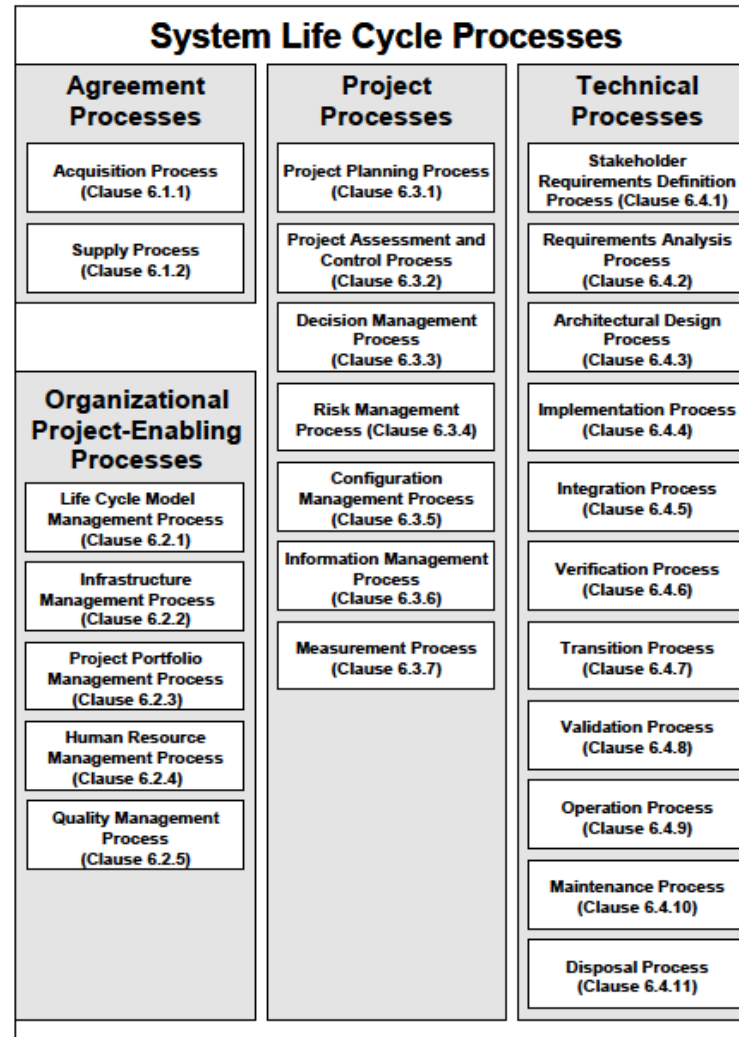 System Life Cycle Processes
Agreement
Processes
Acquisition Process
(Clause 6.1.1)
Supply Process
(Clause 6.1.2)
Organizational
Project-Enabling
Processes
Life Cycle Model
Management Process
(Clause 6.2.1)
Infrastructure
Management Process
(Clause 6.2.2)
Project Portfolio
Management Process
(Clause 6.2.3)
Human Resource
Management Process
(Clause 6.2.4)
Quality Management
Process
(Clause 6.2.5)
Project
Processes
Project Planning Process
(Clause 6.3.1)
Project Assessment and
Control Process
(Clause 6.3.2)
Decision Management
Process
(Clause 6.3.3)
Risk Management
Process (Clause 6.3.4)
Configuration
Management Process
(Clause 6.3.5)
Information Management
Process
(Clause 6.3.6)
Measurement Process
(Clause 6.3.7)
Technical
Processes
Stakeholder
Requirements Definition
Process (Clause 6.4.1)
Requirements Analysis
Process
(Clause 6.4.2)
Architectural Design
Process
(Clause 6.4.3)
Implementation Process
(Clause 6.4.4)
Integration Process
(Clause 6.4.5)
Verification Process
(Clause 6.4.6)
Transition Process
(Clause 6.4.7)
Validation Process
(Clause 6.4.8)
Operation Process
(Clause 6.4.9)
Maintenance Process
(Clause 6.4.10)
Disposal Process
(Clause 6.4.11)